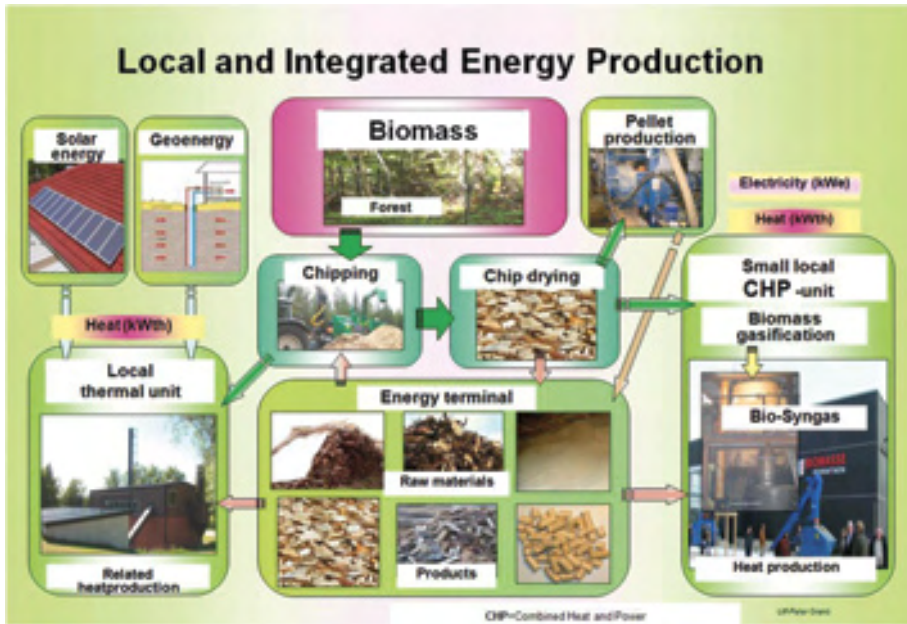 Local and Integrated Energy Production
Solar
energy
Geoenergy
Biomass
Forest
Pellet
production
Electricity (kWe)
Heat (kWth)
Chipping
Chip drying
Small local
CHP -unit
Biomass
gasification
Heat (kWth)
Local
thermal unit
Energy terminal
Bio-Syngas
Raw materials
Related
heatproduction
Products
Heat production
CHP=Combined Heat and Power